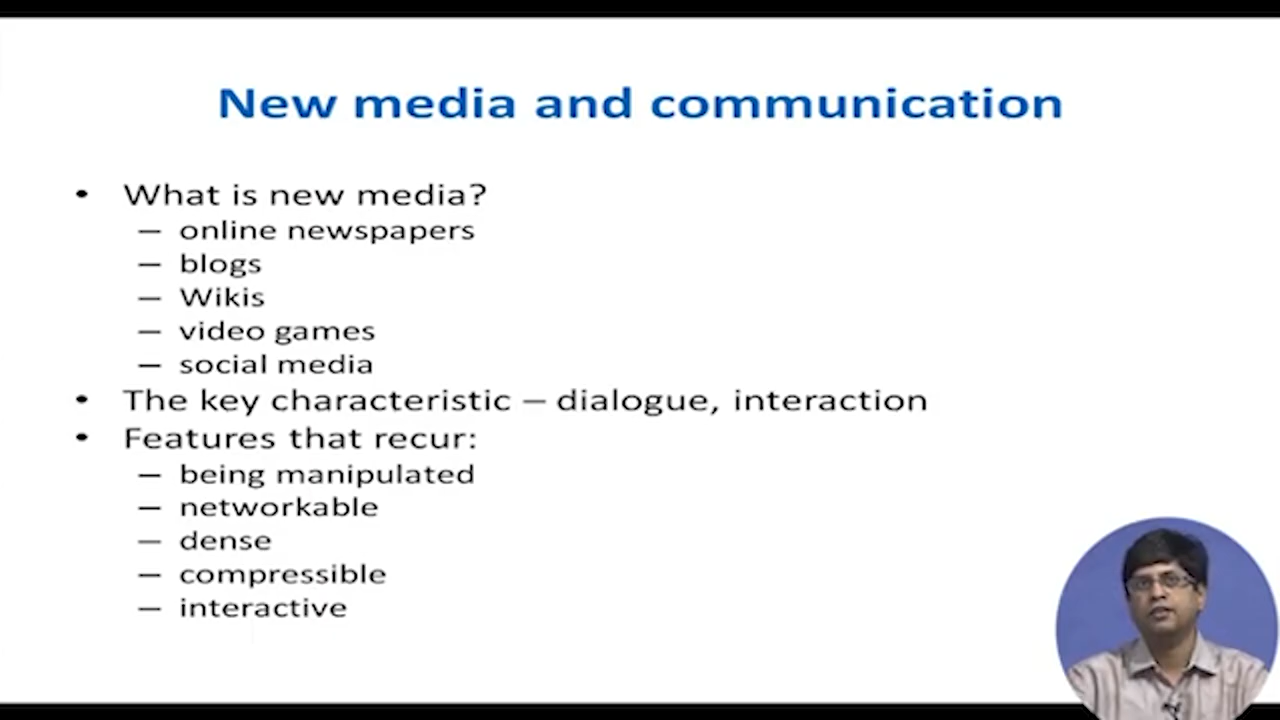 New media and communication
• What is new media?
– online newspapers
– blogs
– Wikis
– video games
– social media
• The key characteristic – dialogue, interaction
• Features that recur:
– being manipulated
– networkable
– dense
– compressible
– interactive